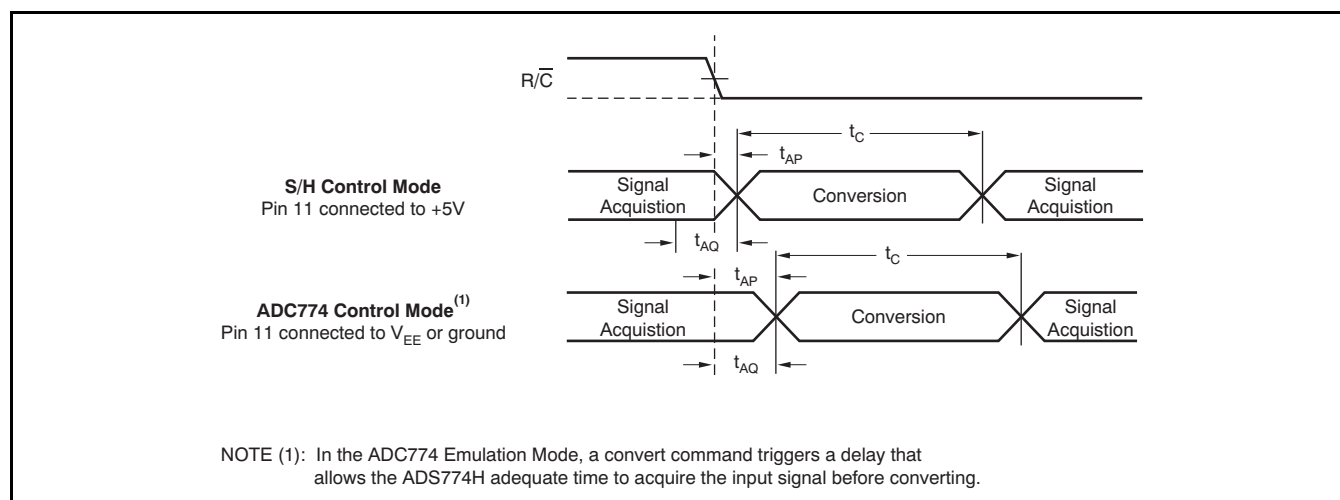 R/C̅
t_C
t_AP
S/H Control Mode
Pin 11 connected to +5V
Signal
Acquistion
Conversion
Signal
Acquistion
t_AQ
t_C
t_AP
ADC774 Control Mode(1)
Pin 11 connected to V_EE or ground
Signal
Acquistion
Conversion
Signal
Acquistion
t_AQ
NOTE (1): In the ADC774 Emulation Mode, a convert command triggers a delay that
allows the ADS774H adequate time to acquire the input signal before converting.